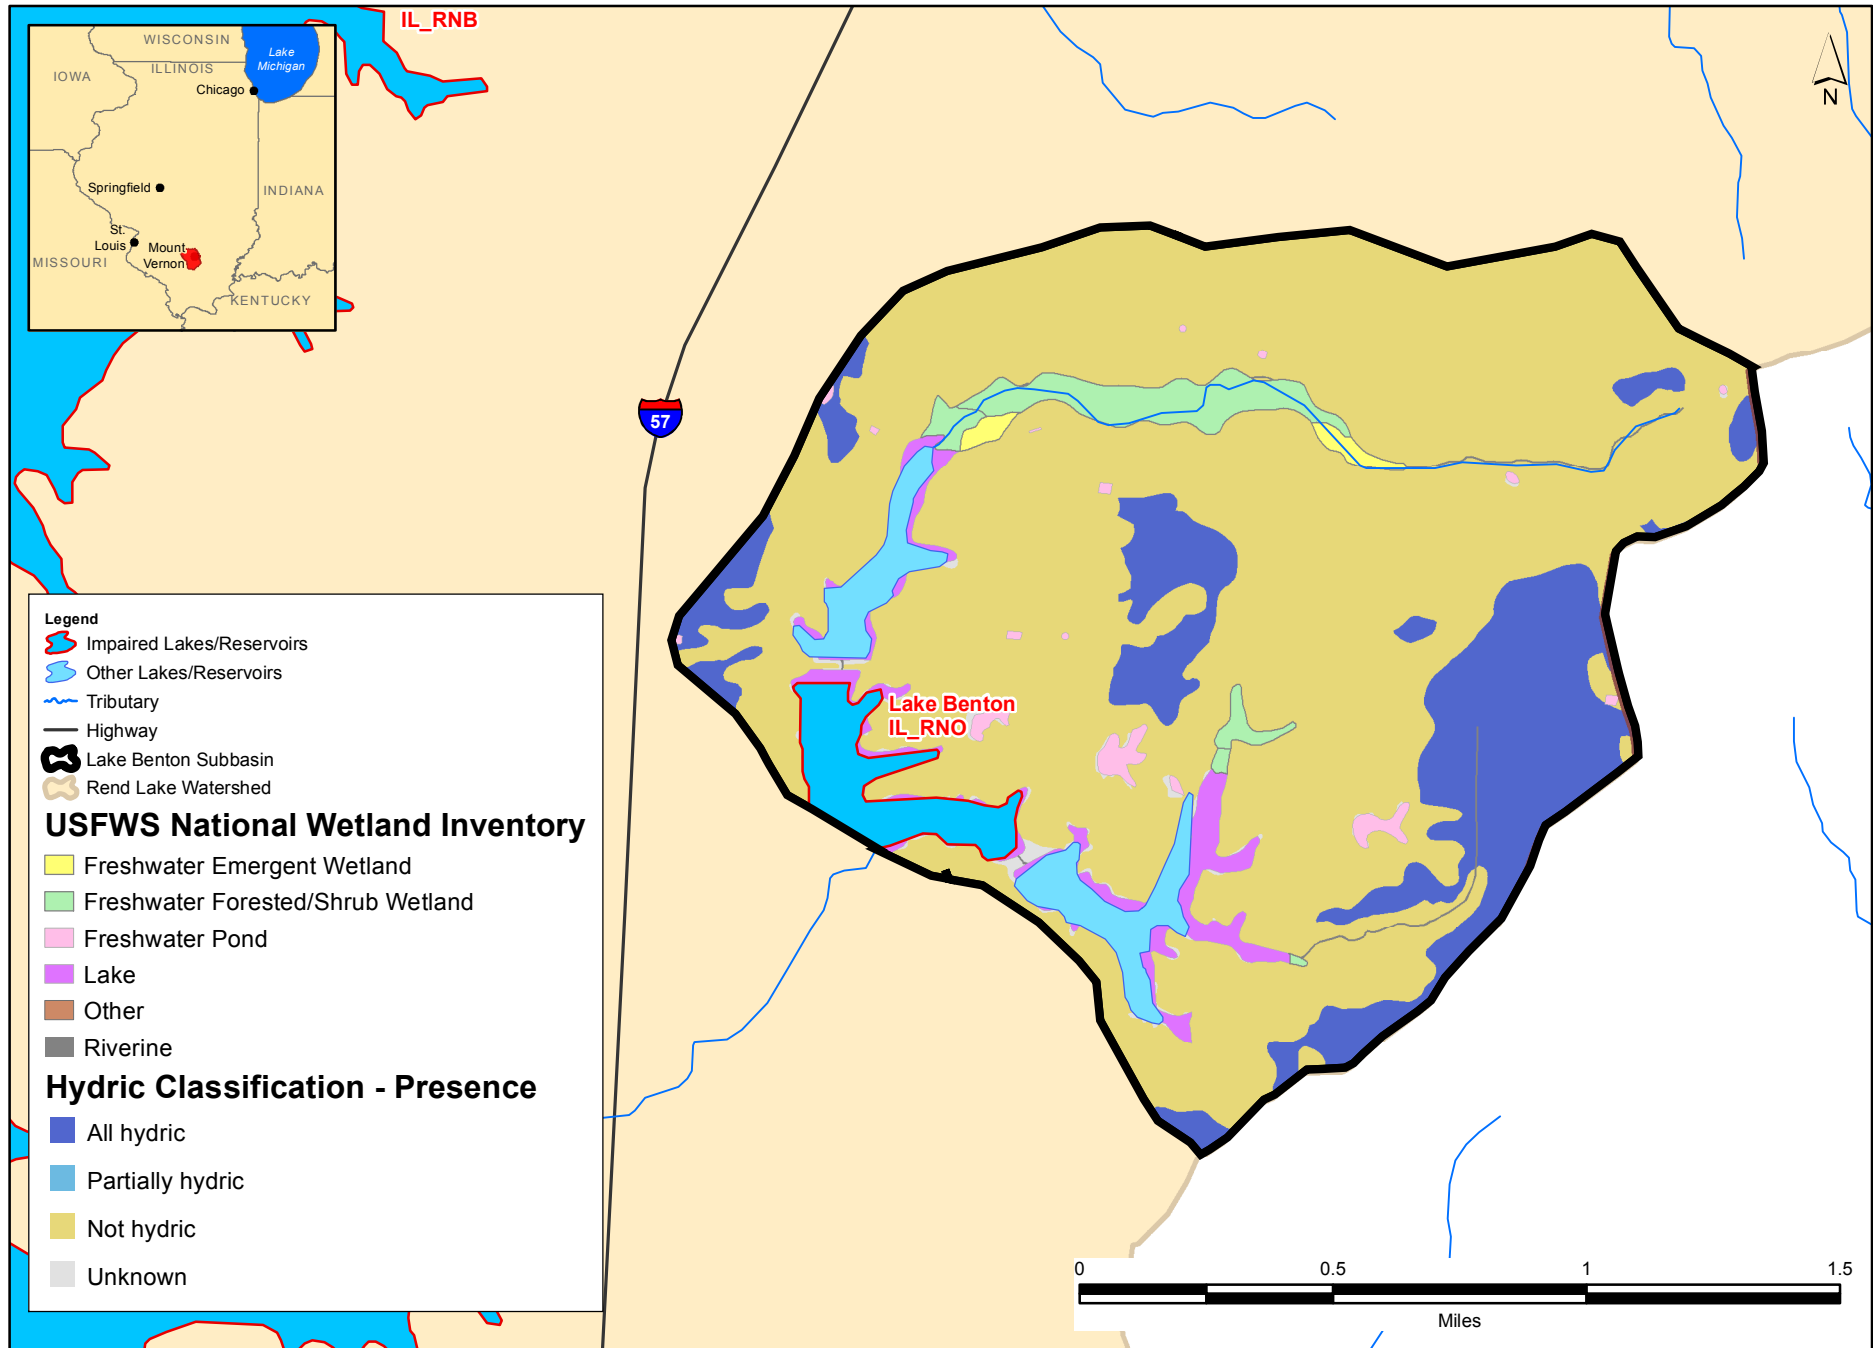 IL_RNB
WISCONSIN
Lake
Michigan
IOWA
ILLINOIS
Chicago
Springfield
INDIANA
St.
Louis
Mount
Vernon
MISSOURI
KENTUCKY
N
57
Lake Benton
IL_RNO
Legend
Impaired Lakes/Reservoirs
Other Lakes/Reservoirs
Tributary
Highway
Lake Benton Subbasin
Rend Lake Watershed
USFWS National Wetland Inventory
Freshwater Emergent Wetland
Freshwater Forested/Shrub Wetland
Freshwater Pond
Lake
Other
Riverine
Hydric Classification - Presence
All hydric
Partially hydric
Not hydric
Unknown
0 0.5 1 1.5
Miles